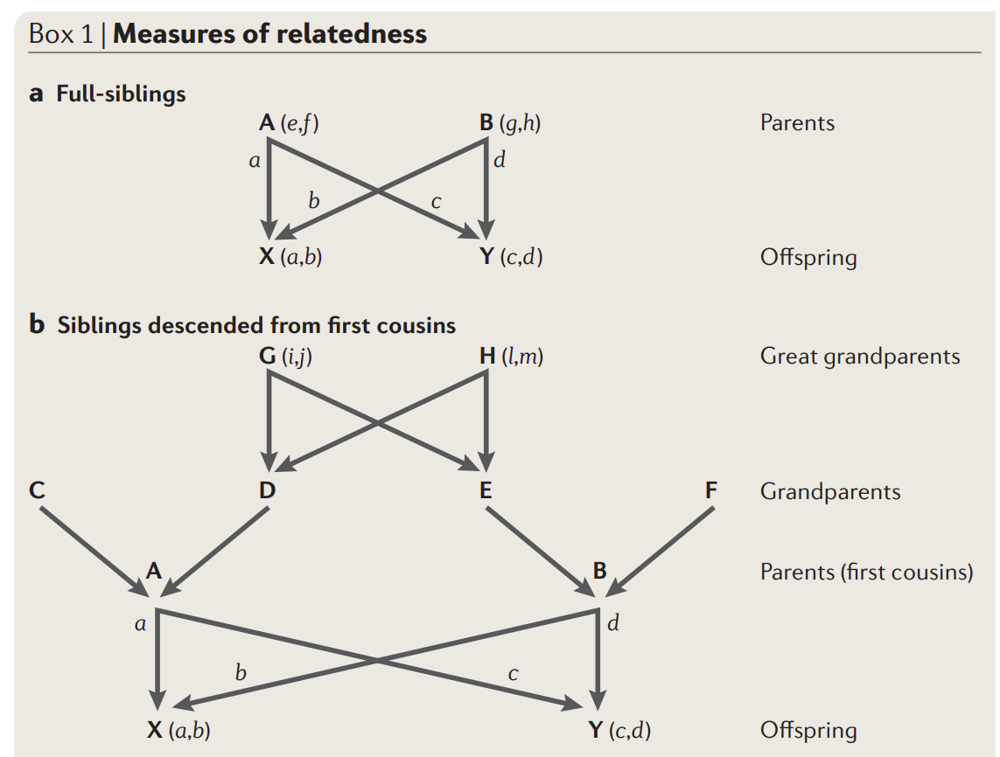 Box 1 | Measures of relatedness
a Full-siblings
A (e,f) B (g,h) Parents
a d
b c
X (a,b) Y (c,d) Offspring
b Siblings descended from first cousins
G (i,j) H (l,m) Great grandparents
C D E F Grandparents
A B Parents (first cousins)
a d
b c
X (a,b) Y (c,d) Offspring